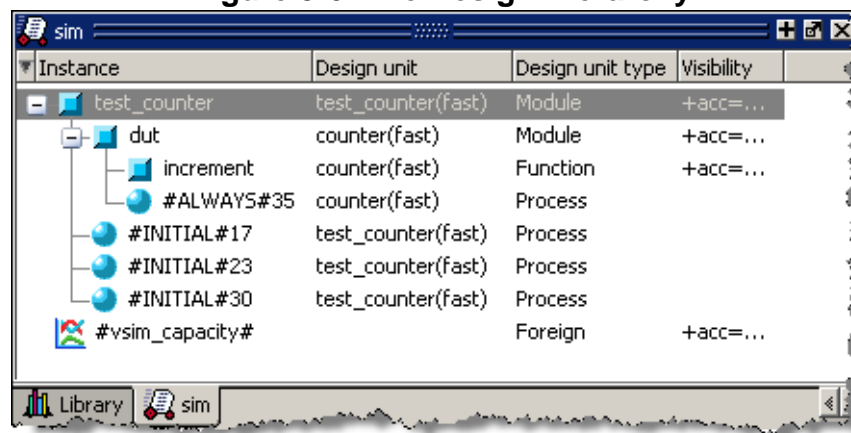 sim
Instance Design unit Design unit type Visibility
test_counter test_counter(fast) Module +acc=...
dut counter(fast) Module +acc=...
increment counter(fast) Function +acc=...
#ALWAYS#35 counter(fast) Process
#INITIAL#17 test_counter(fast) Process
#INITIAL#23 test_counter(fast) Process
#INITIAL#30 test_counter(fast) Process
#vsim_capacity# Foreign +acc=...
Library sim